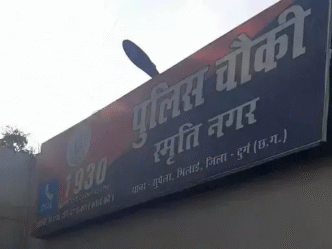 पुलिस चौकी
स्मृति नगर
1930
थाना - सुपेला, भिलाई, जिला - दुर्ग (छ.ग.)